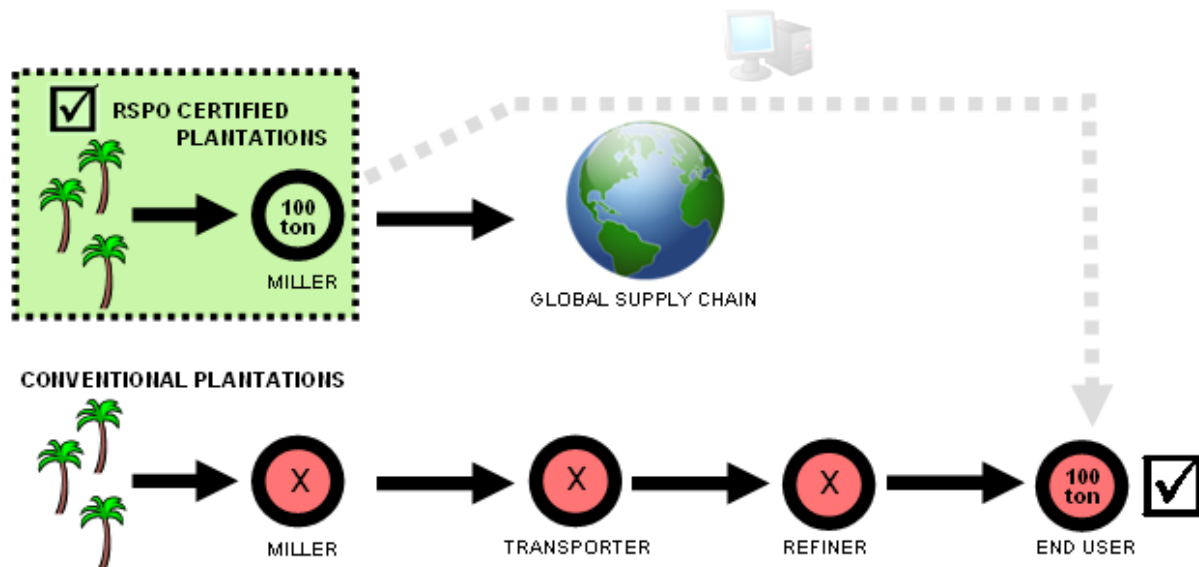 RSPO CERTIFIED
PLANTATIONS
100
ton
MILLER
GLOBAL SUPPLY CHAIN
CONVENTIONAL PLANTATIONS
X
X
X
100
ton
MILLER
TRANSPORTER
REFINER
END USER